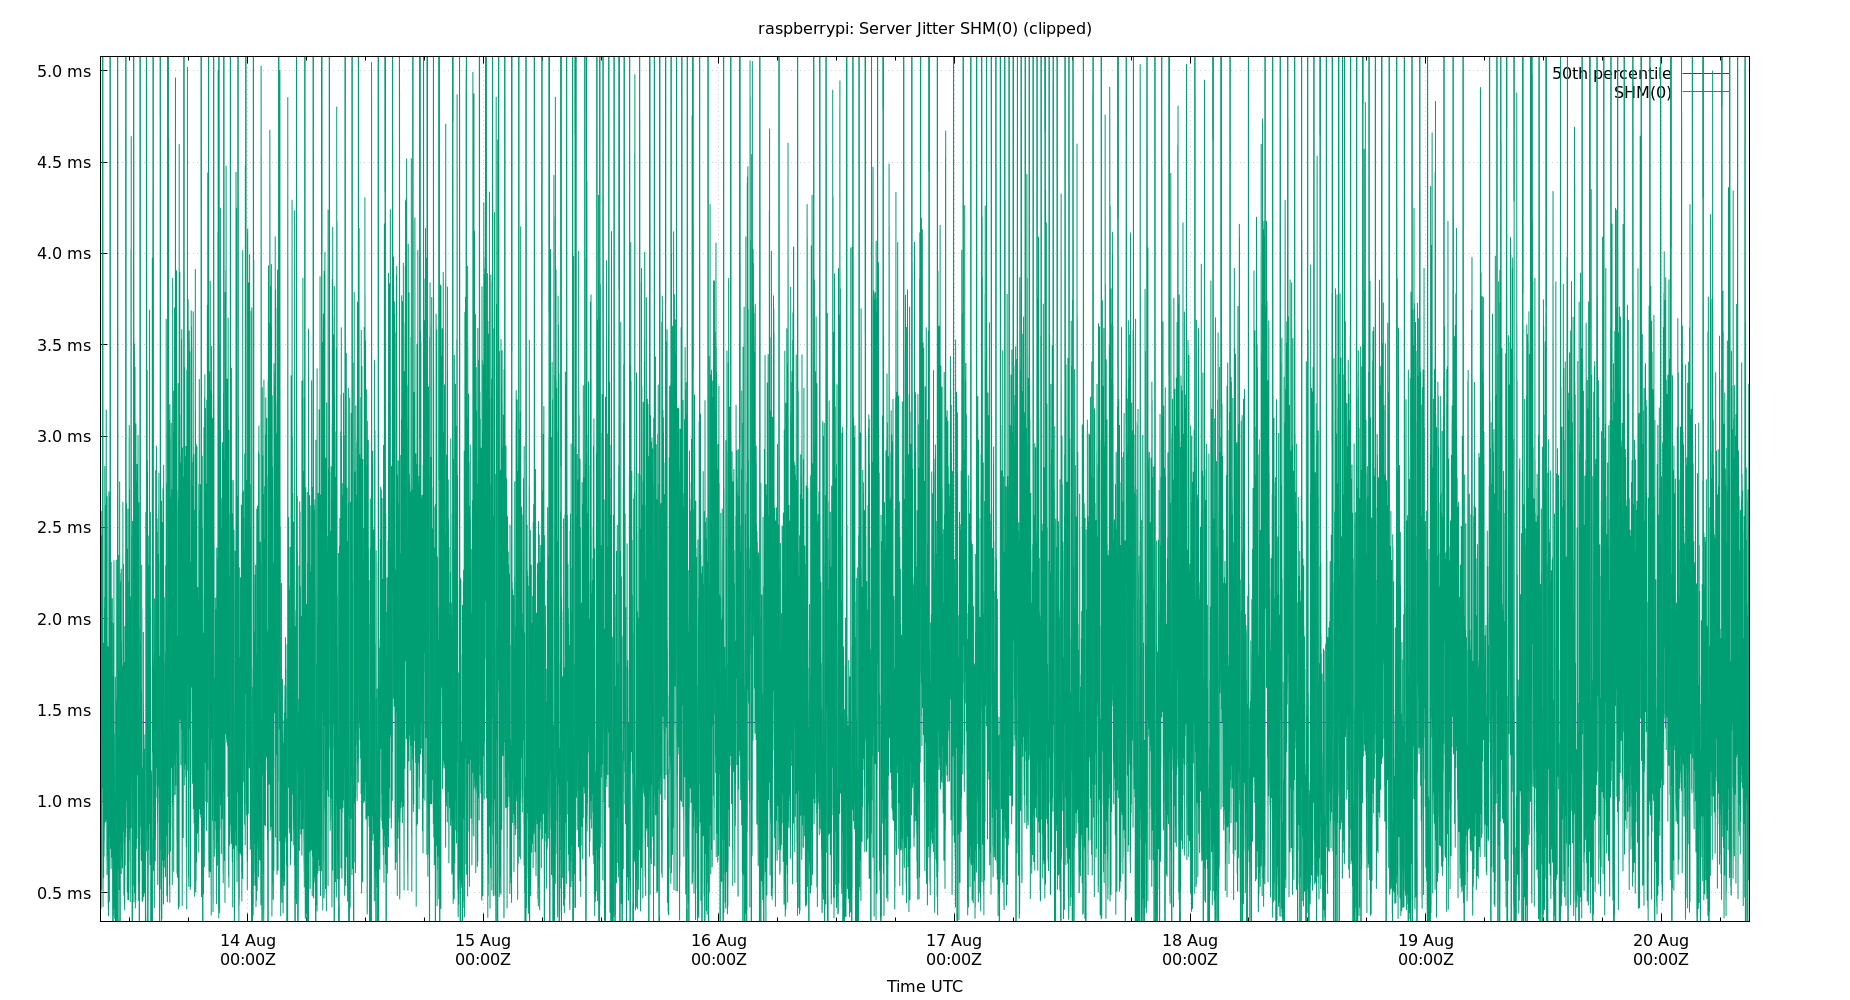 raspberrypi: Server Jitter SHM(0) (clipped)
5.0 ms
50th percentile
SHM(0)
4.5 ms
4.0 ms
3.5 ms
3.0 ms
2.5 ms
2.0 ms
1.5 ms
1.0 ms
0.5 ms
14 Aug 15 Aug 16 Aug 17 Aug 18 Aug 19 Aug 20 Aug
00:00Z 00:00Z 00:00Z 00:00Z 00:00Z 00:00Z 00:00Z
Time UTC